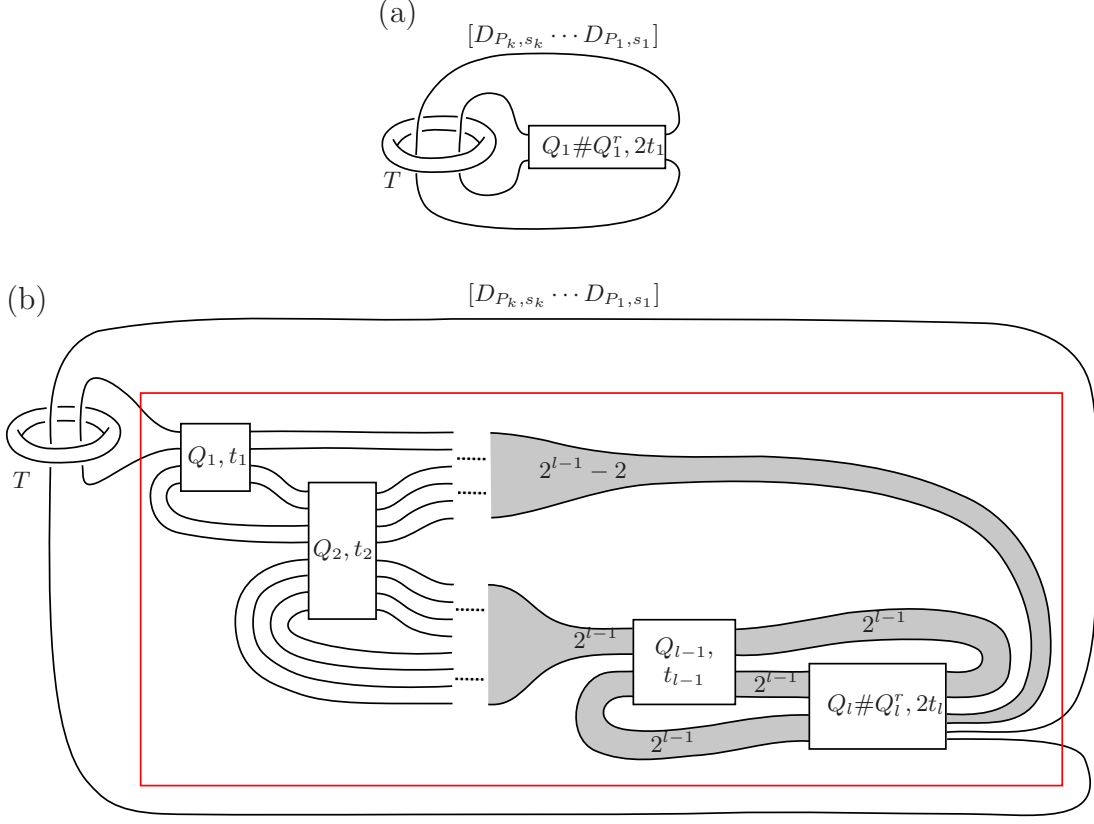 (a)
[D_{P_k,s_k} ⋯ D_{P_1,s_1}]
Q_1#Q_1^r, 2t_1
T
(b)
[D_{P_k,s_k} ⋯ D_{P_1,s_1}]
Q_1, t_1
2^{l-1} − 2
T
Q_2, t_2
2^{l-1}
2^{l-1}
Q_{l-1},
t_{l-1}
2^{l-1}
Q_l#Q_l^r, 2t_l
2^{l-1}